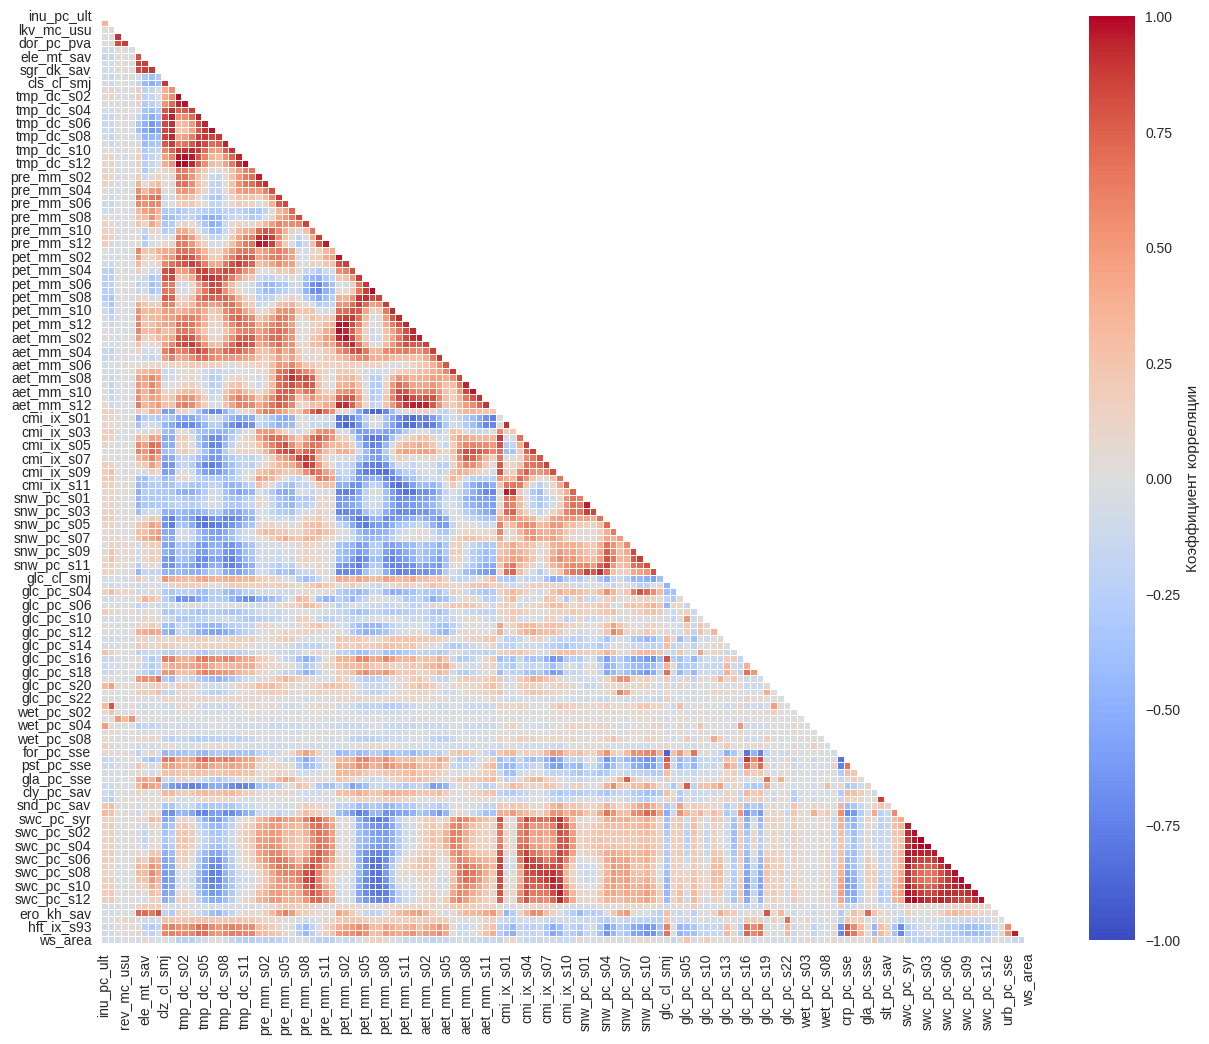 inu_pc_ult
lkv_mc_usu
dor_pc_pva
ele_mt_sav
sgr_dk_sav
cls_cl_smj
tmp_dc_s02
tmp_dc_s04
tmp_dc_s06
tmp_dc_s08
tmp_dc_s10
tmp_dc_s12
pre_mm_s02
pre_mm_s04
pre_mm_s06
pre_mm_s08
pre_mm_s10
pre_mm_s12
pet_mm_s02
pet_mm_s04
pet_mm_s06
pet_mm_s08
pet_mm_s10
pet_mm_s12
aet_mm_s02
aet_mm_s04
aet_mm_s06
aet_mm_s08
aet_mm_s10
aet_mm_s12
cmi_ix_s01
cmi_ix_s03
cmi_ix_s05
cmi_ix_s07
cmi_ix_s09
cmi_ix_s11
snw_pc_s01
snw_pc_s03
snw_pc_s05
snw_pc_s07
snw_pc_s09
snw_pc_s11
glc_cl_smj
glc_pc_s04
glc_pc_s06
glc_pc_s10
glc_pc_s12
glc_pc_s14
glc_pc_s16
glc_pc_s18
glc_pc_s20
glc_pc_s22
wet_pc_s02
wet_pc_s04
wet_pc_s08
for_pc_sse
pst_pc_sse
gla_pc_sse
cly_pc_sav
snd_pc_sav
swc_pc_syr
swc_pc_s02
swc_pc_s04
swc_pc_s06
swc_pc_s08
swc_pc_s10
swc_pc_s12
ero_kh_sav
hft_ix_s93
ws_area
inu_pc_ult
rev_mc_usu
ele_mt_sav
dz_cl_smj
tmp_dc_s02
tmp_dc_s05
tmp_dc_s08
tmp_dc_s11
pre_mm_s02
pre_mm_s05
pre_mm_s08
pre_mm_s11
pet_mm_s02
pet_mm_s05
pet_mm_s08
pet_mm_s11
aet_mm_s02
aet_mm_s05
aet_mm_s08
aet_mm_s11
cmi_ix_s01
cmi_ix_s04
cmi_ix_s07
cmi_ix_s10
snw_pc_s01
snw_pc_s04
snw_pc_s07
snw_pc_s10
glc_cl_smj
glc_pc_s05
glc_pc_s10
glc_pc_s13
glc_pc_s16
glc_pc_s19
glc_pc_s22
wet_pc_s03
wet_pc_s08
crp_pc_sse
gla_pc_sse
slt_pc_sav
swc_pc_syr
swc_pc_s03
swc_pc_s06
swc_pc_s09
swc_pc_s12
urb_pc_sse
ws_area
1.00
0.75
0.50
0.25
0.00
−0.25
−0.50
−0.75
−1.00
Коэффициент корреляции